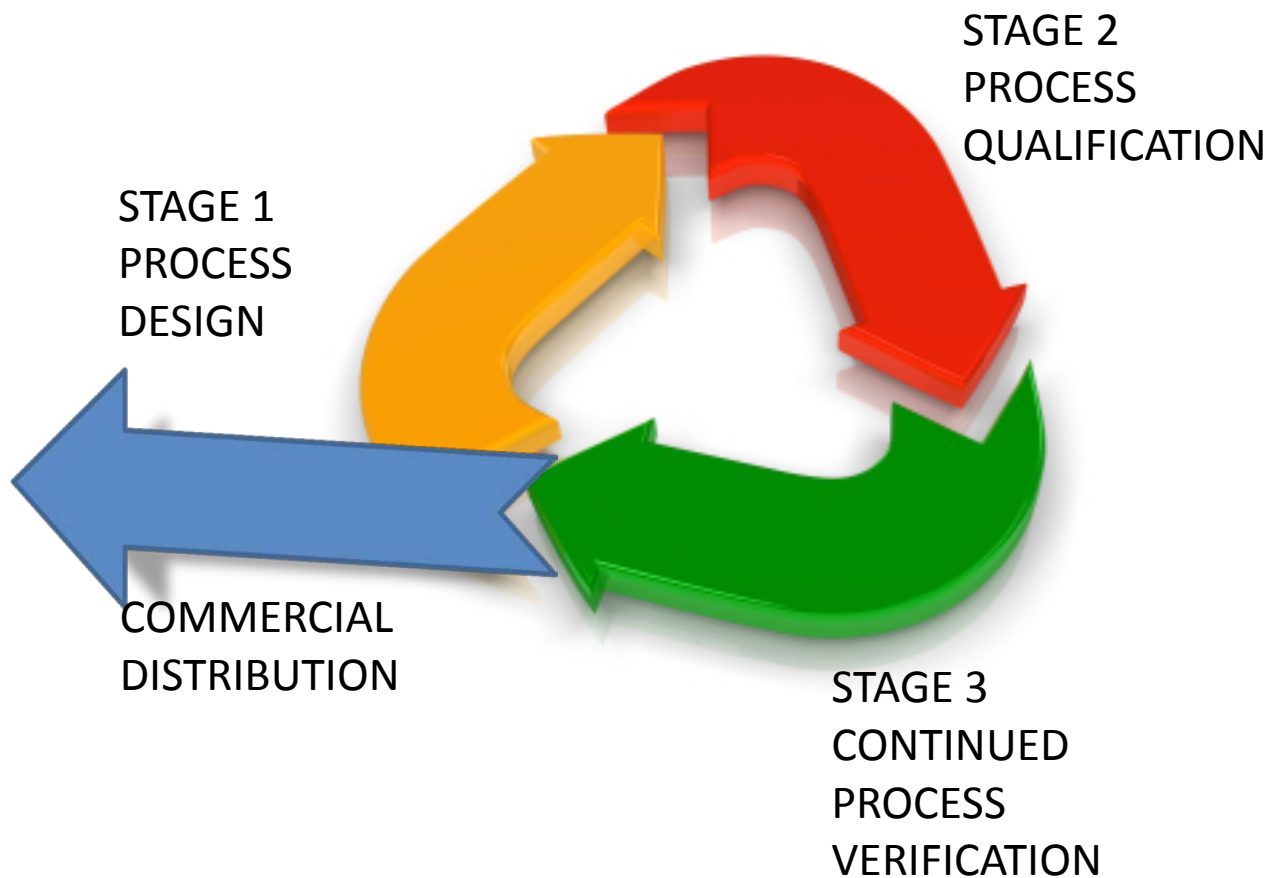 STAGE 1
PROCESS
DESIGN
STAGE 2
PROCESS
QUALIFICATION
STAGE 3
CONTINUED
PROCESS
VERIFICATION
COMMERCIAL
DISTRIBUTION